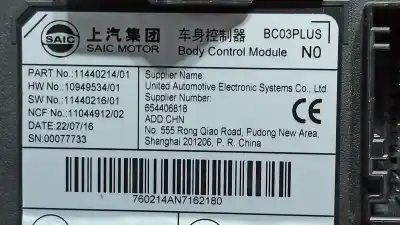 SAIC
上汽集团
SAIC MOTOR
车身控制器
Body Control Module
BC03PLUS
N0
PART No.:11440214/01
HW No.:10949534/01
SW No.:11440216/01
NCF No.:11044912/02
DATE:22/07/16
SN:00077733
Supplier Name:
United Automotive Electronic Systems Co., Ltd.
Supplier Number:
654406818
ADD:CHN
No. 555 Rong Qiao Road, Pudong New Area,
Shanghai 201206, P. R. China
760214AN7162180